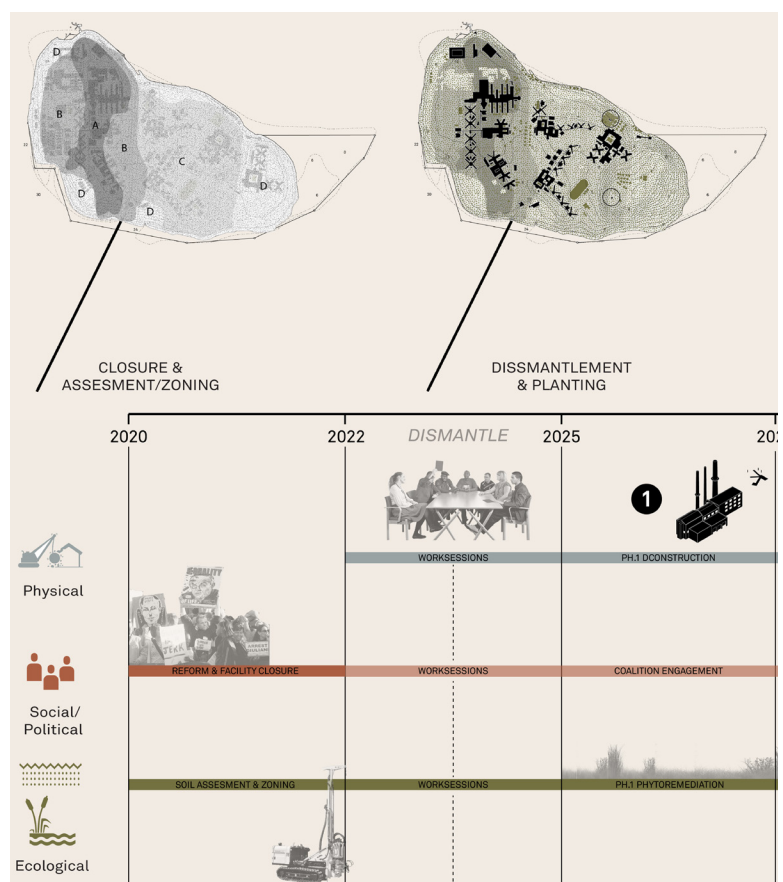 D
B
A
B
C
D
D
D
CLOSURE &
ASSESMENT/ZONING
DISSMANTLEMENT
& PLANTING
2020
2022
DISMANTLE
2025
1
WORKSESSIONS
PH.1 DCONSTRUCTION
Physical
EQUALITY
REFORM & FACILITY CLOSURE
WORKSESSIONS
COALITION ENGAGEMENT
Social/
Political
SOIL ASSESMENT & ZONING
WORKSESSIONS
PH.1 PHYTOREMEDIATION
Ecological